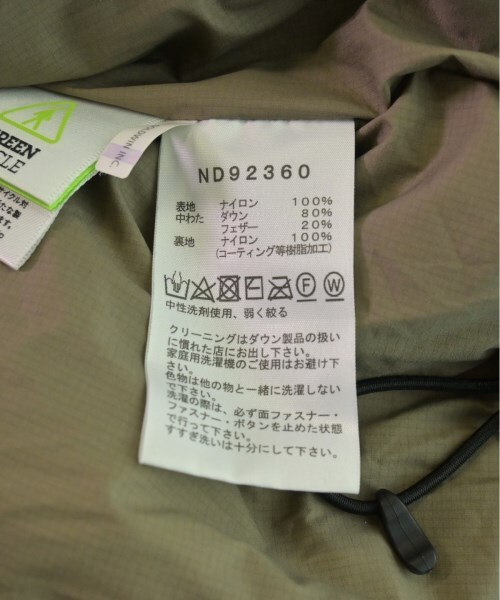 REEN
CLE
サイクル対
GOLDWIN INC
ND92360
表地 ナイロン 100%
中わた ダウン 80%
フェザー 20%
裏地 ナイロン 100%
(コーティング等樹脂加工)
F W
中性洗剤使用、弱く絞る
クリーニングはダウン製品の扱い
に慣れた店にお出し下さい。
家庭用洗濯機のご使用はお避け下
さい。
色物は他の物と一緒に洗濯しない
で下さい。
洗濯の際は、必ず面ファスナー・
ファスナー・ボタンを止めた状態
で行って下さい。
すすぎ洗いは十分にして下さい。